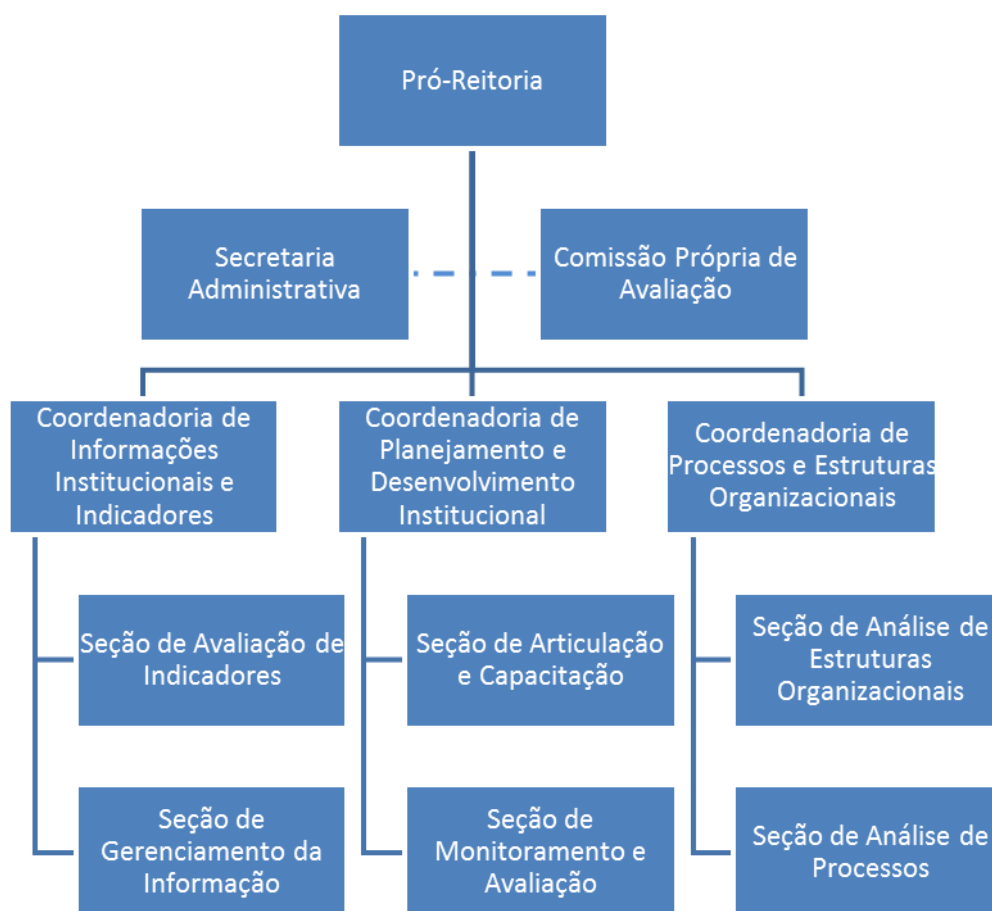 Pró-Reitoria
Secretaria
Administrativa
Comissão Própria de
Avaliação
Coordenadoria de
Informações
Institucionais e
Indicadores
Coordenadoria de
Planejamento e
Desenvolvimento
Institucional
Coordenadoria de
Processos e Estruturas
Organizacionais
Seção de Avaliação de
Indicadores
Seção de Articulação
e Capacitação
Seção de Análise de
Estruturas
Organizacionais
Seção de
Gerenciamento da
Informação
Seção de
Monitoramento e
Avaliação
Seção de Análise de
Processos